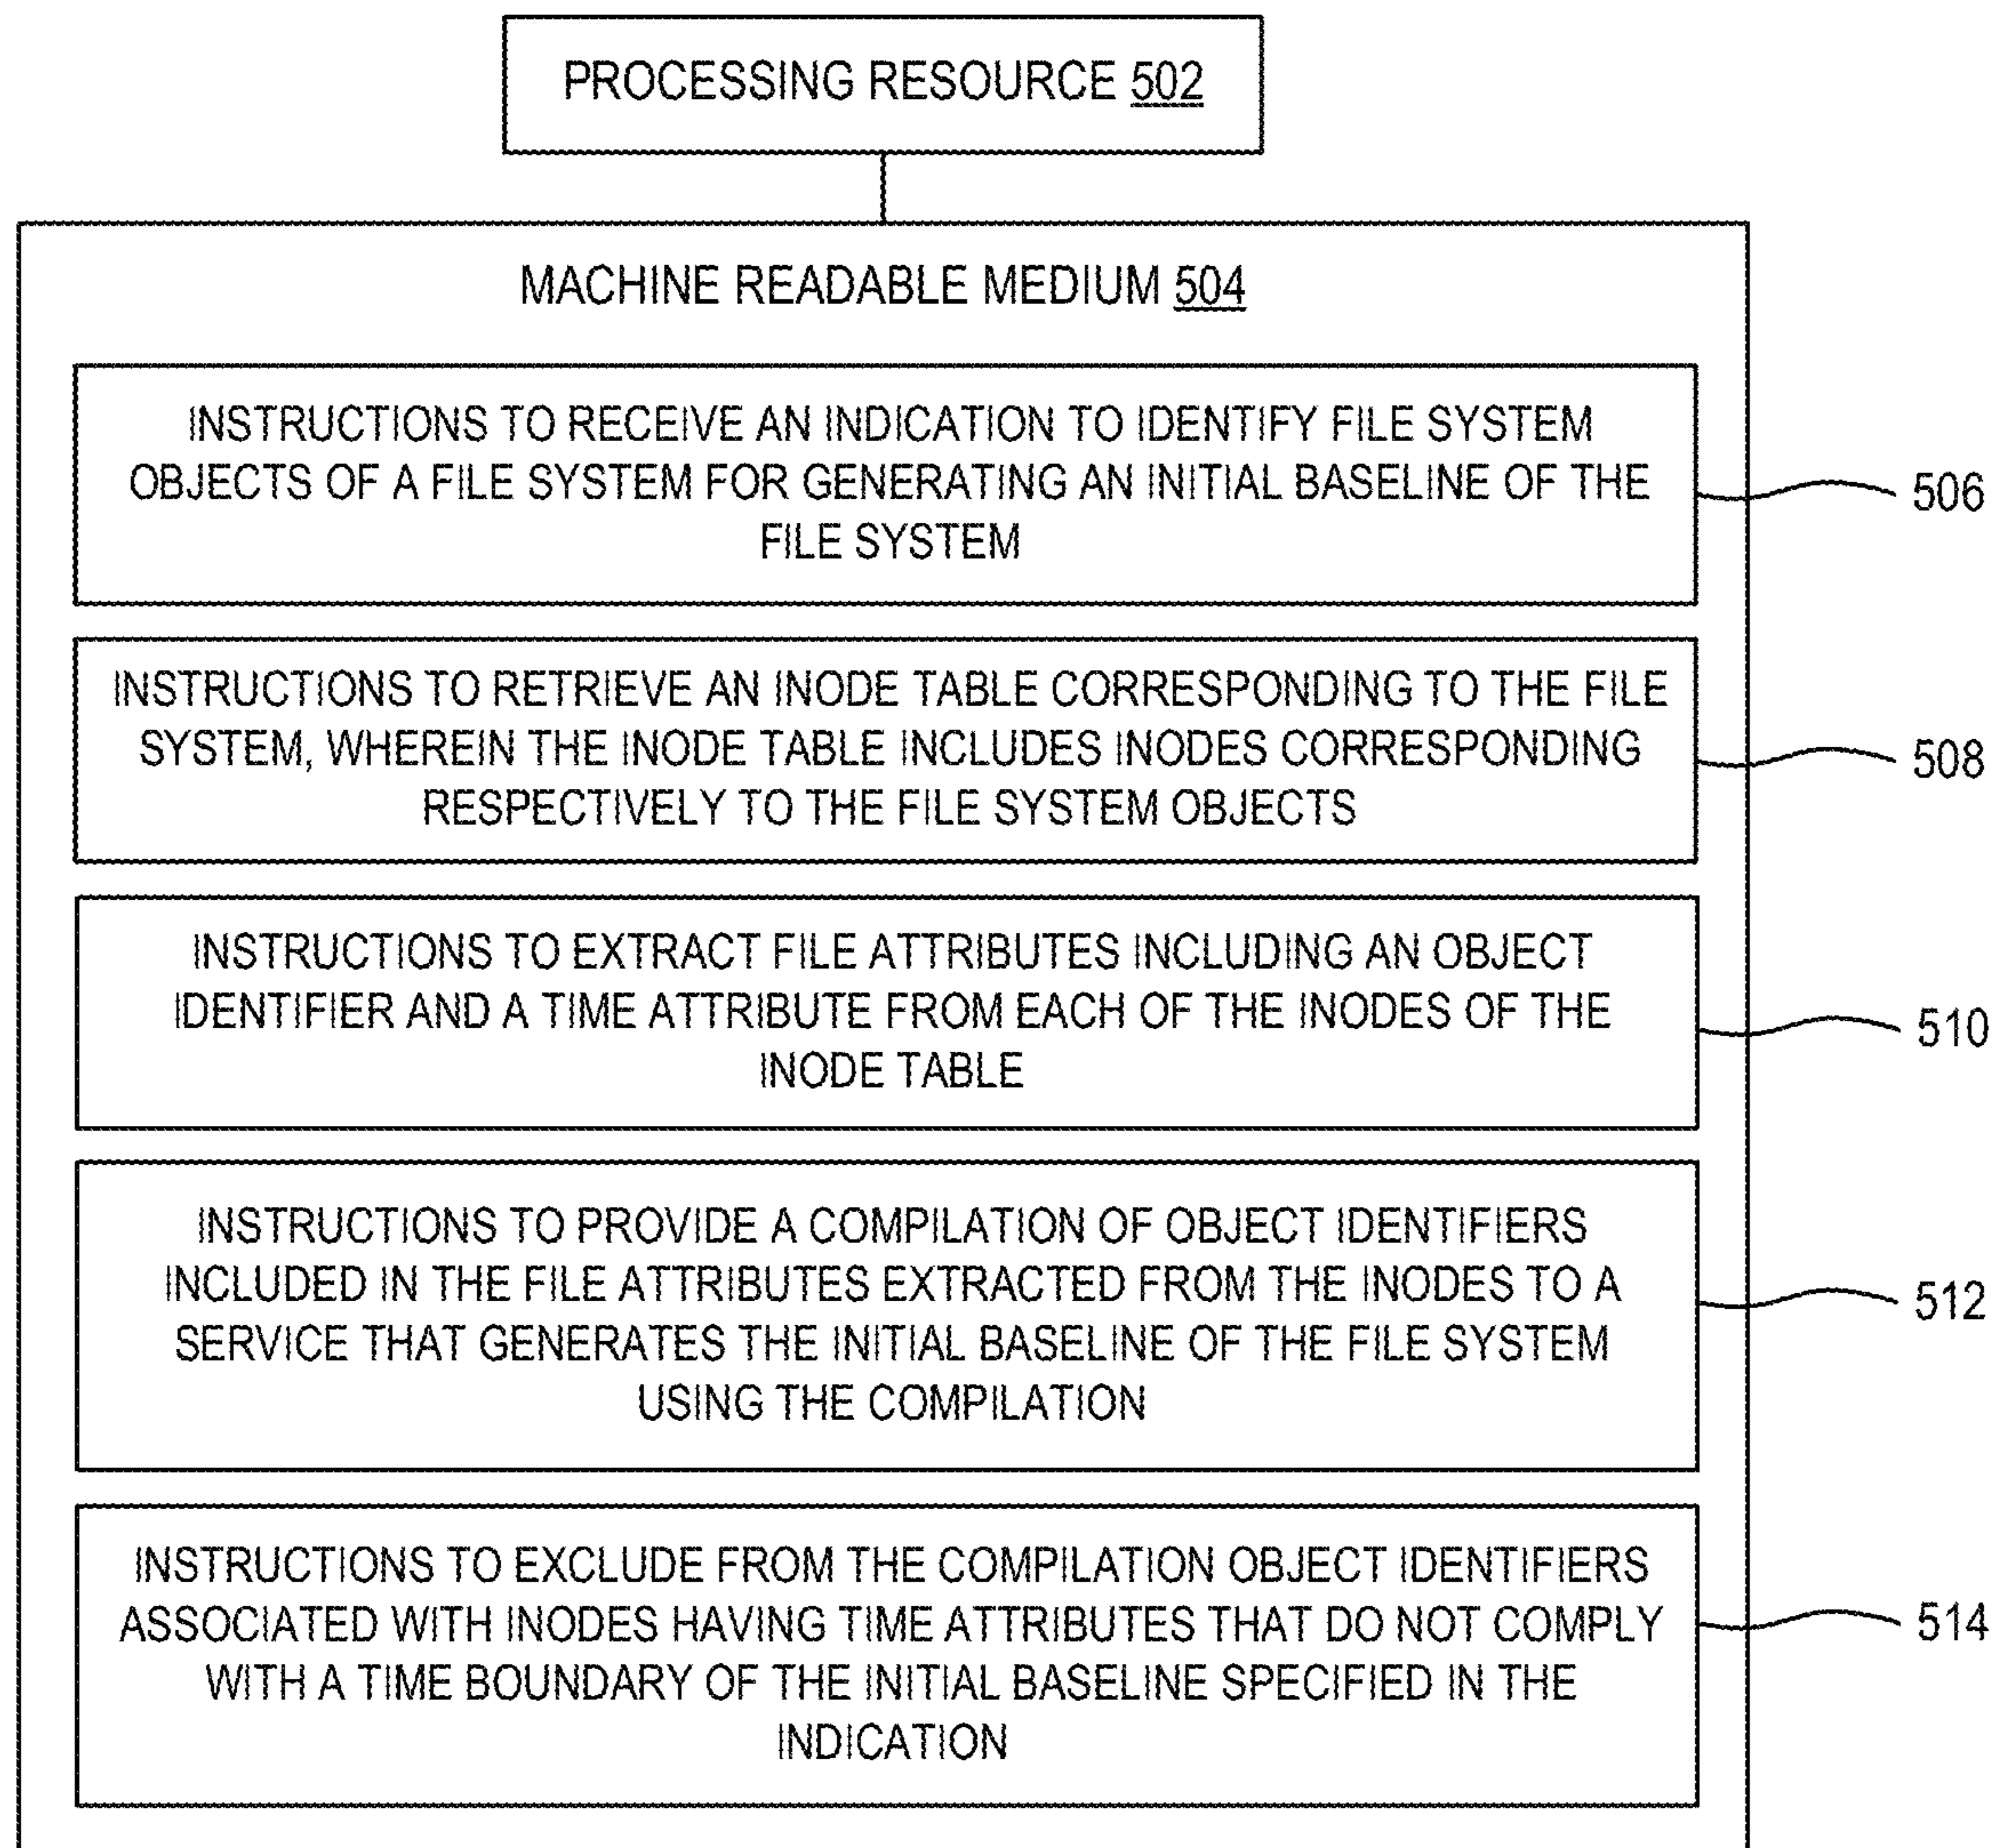 PROCESSING RESOURCE 502
MACHINE READABLE MEDIUM 504
INSTRUCTIONS TO RECEIVE AN INDICATION TO IDENTIFY FILE SYSTEM
OBJECTS OF A FILE SYSTEM FOR GENERATING AN INITIAL BASELINE OF THE
FILE SYSTEM
506
INSTRUCTIONS TO RETRIEVE AN INODE TABLE CORRESPONDING TO THE FILE
SYSTEM, WHEREIN THE INODE TABLE INCLUDES INODES CORRESPONDING
RESPECTIVELY TO THE FILE SYSTEM OBJECTS
508
INSTRUCTIONS TO EXTRACT FILE ATTRIBUTES INCLUDING AN OBJECT
IDENTIFIER AND A TIME ATTRIBUTE FROM EACH OF THE INODES OF THE
INODE TABLE
510
INSTRUCTIONS TO PROVIDE A COMPILATION OF OBJECT IDENTIFIERS
INCLUDED IN THE FILE ATTRIBUTES EXTRACTED FROM THE INODES TO A
SERVICE THAT GENERATES THE INITIAL BASELINE OF THE FILE SYSTEM
USING THE COMPILATION
512
INSTRUCTIONS TO EXCLUDE FROM THE COMPILATION OBJECT IDENTIFIERS
ASSOCIATED WITH INODES HAVING TIME ATTRIBUTES THAT DO NOT COMPLY
WITH A TIME BOUNDARY OF THE INITIAL BASELINE SPECIFIED IN THE
INDICATION
514